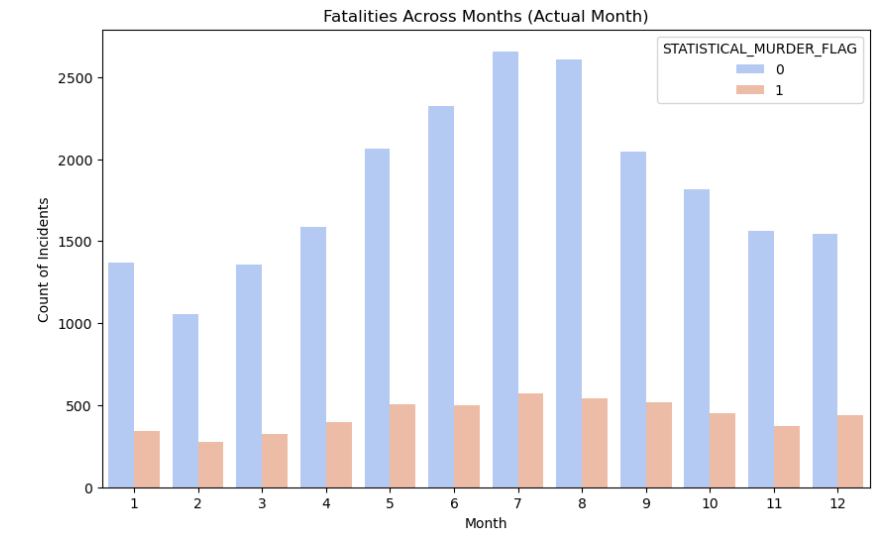 Fatalities Across Months (Actual Month)
STATISTICAL_MURDER_FLAG
0
1
2500
2000
1500
1000
500
0
Count of Incidents
1 2 3 4 5 6 7 8 9 10 11 12
Month